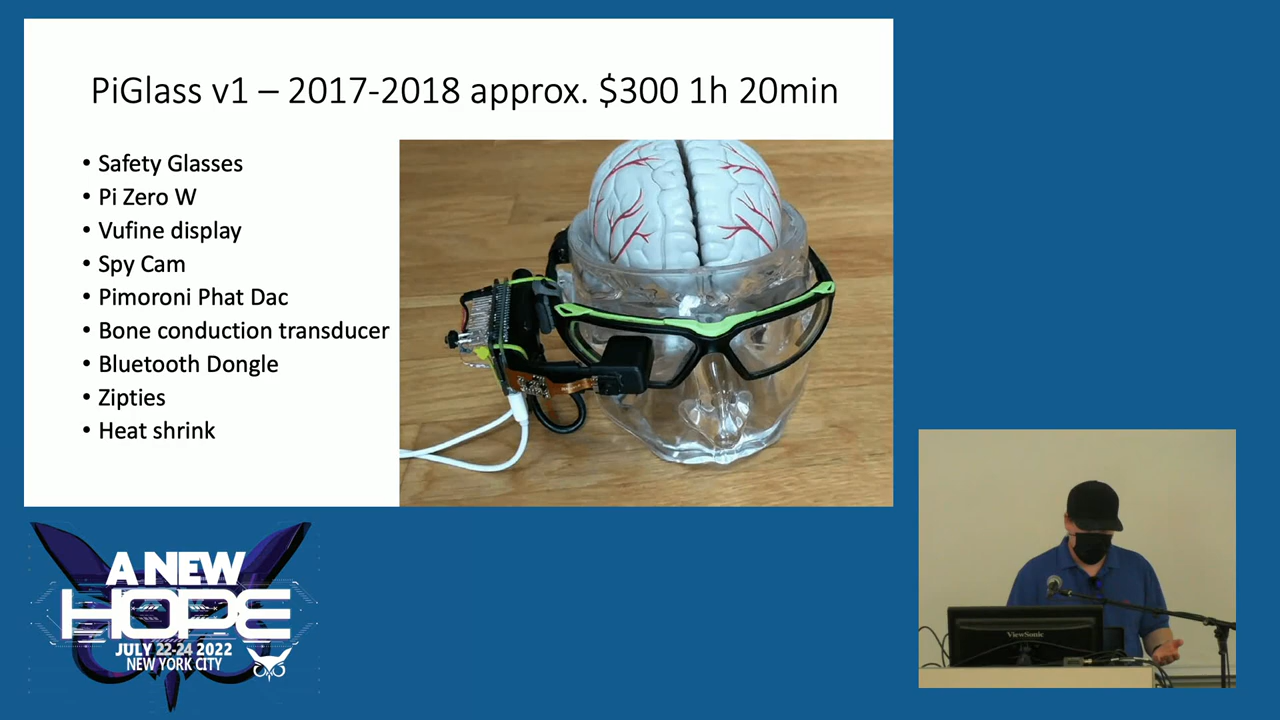 PiGlass v1 – 2017-2018 approx. $300 1h 20min
• Safety Glasses
• Pi Zero W
• Vufine display
• Spy Cam
• Pimoroni Phat Dac
• Bone conduction transducer
• Bluetooth Dongle
• Zipties
• Heat shrink
A NEW
HOPE
JULY 22-24 2022
NEW YORK CITY
ViewSonic